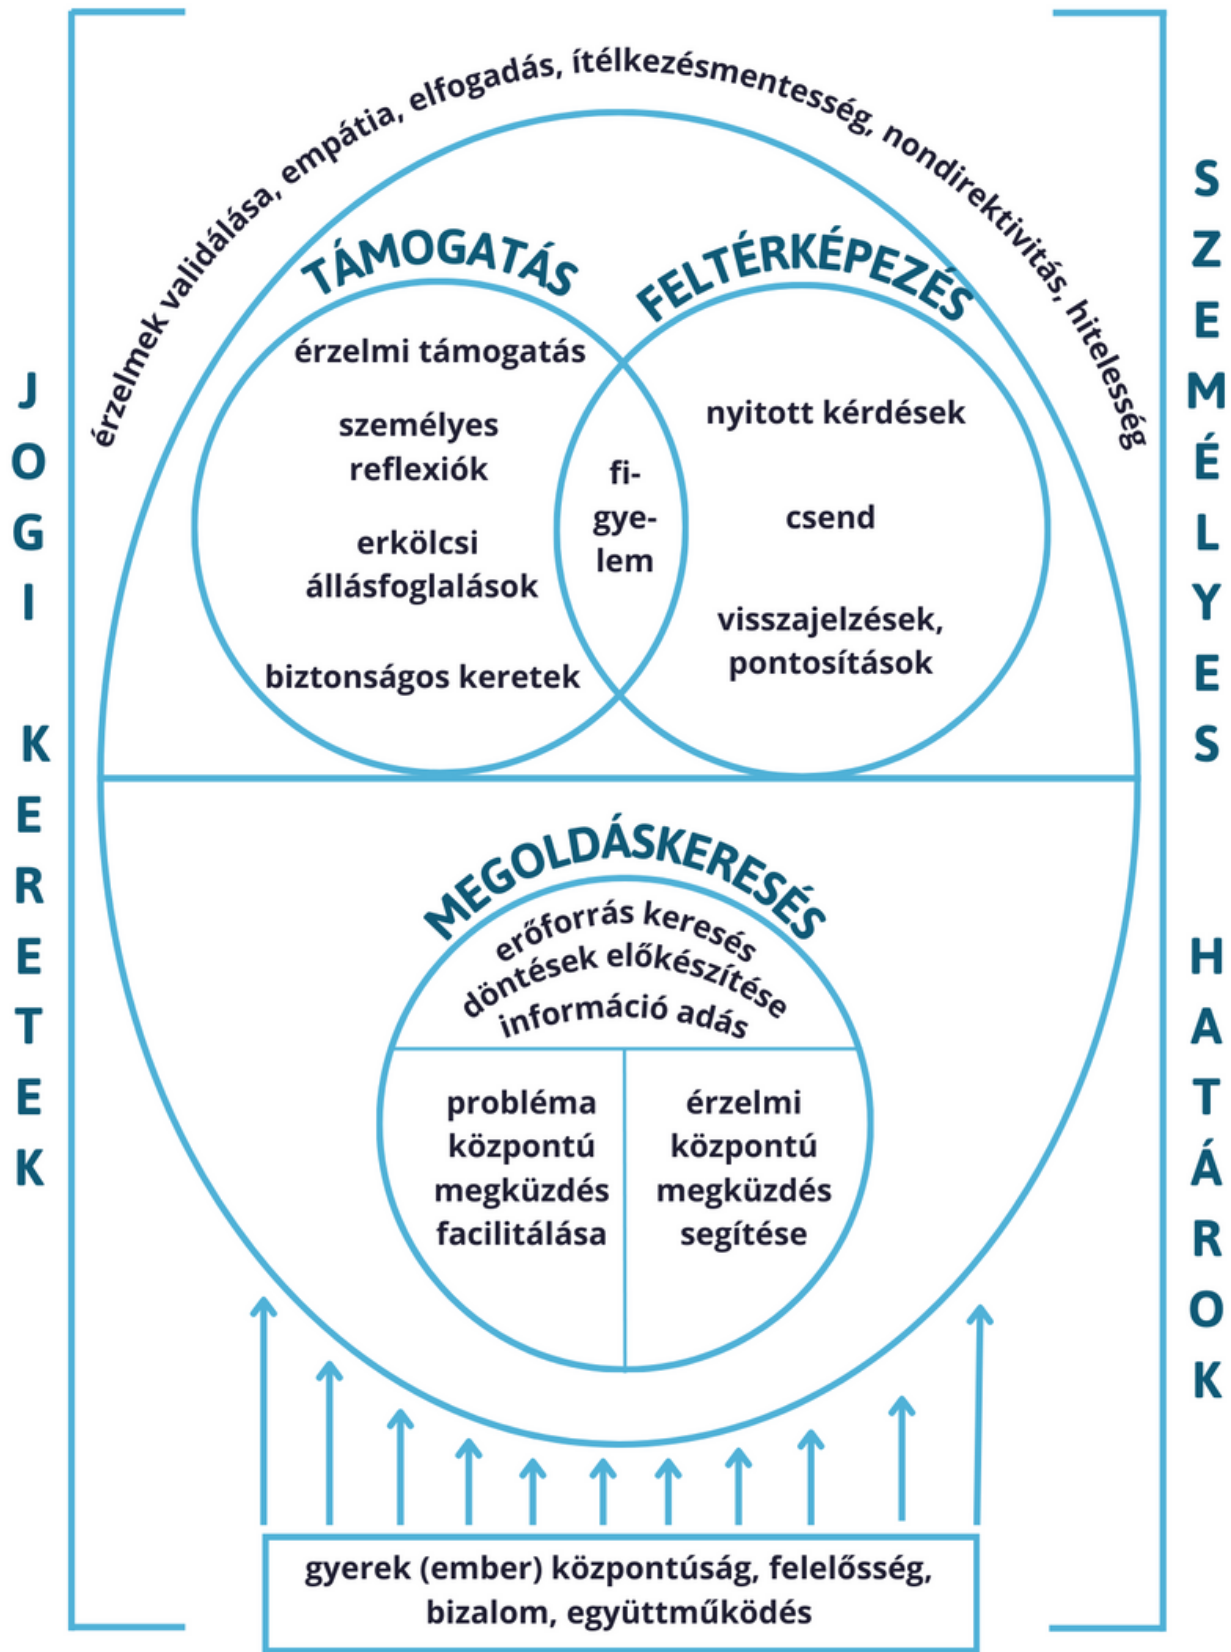 érzelmek validálása, empátia, elfogadás, ítélkezésmentesség, nondirektivitás, hitelesség
JOGI KERETEK
TÁMOGATÁS
érzelmi támogatás
személyes
reflexiók
erkölcsi
állásfoglalások
biztonságos keretek
fi-
gye-
lem
FELTÉRKÉPEZÉS
nyitott kérdések
csend
visszajelzések,
pontosítások
SZEMÉLYES HATÁROK
MEGOLDÁSKERESÉS
erőforrás keresés
döntések előkészítése
információ adás
probléma
központú
megküzdés
facilitálása
érzelmi
központú
megküzdés
segítése
gyerek (ember) központúság, felelősség,
bizalom, együttműködés